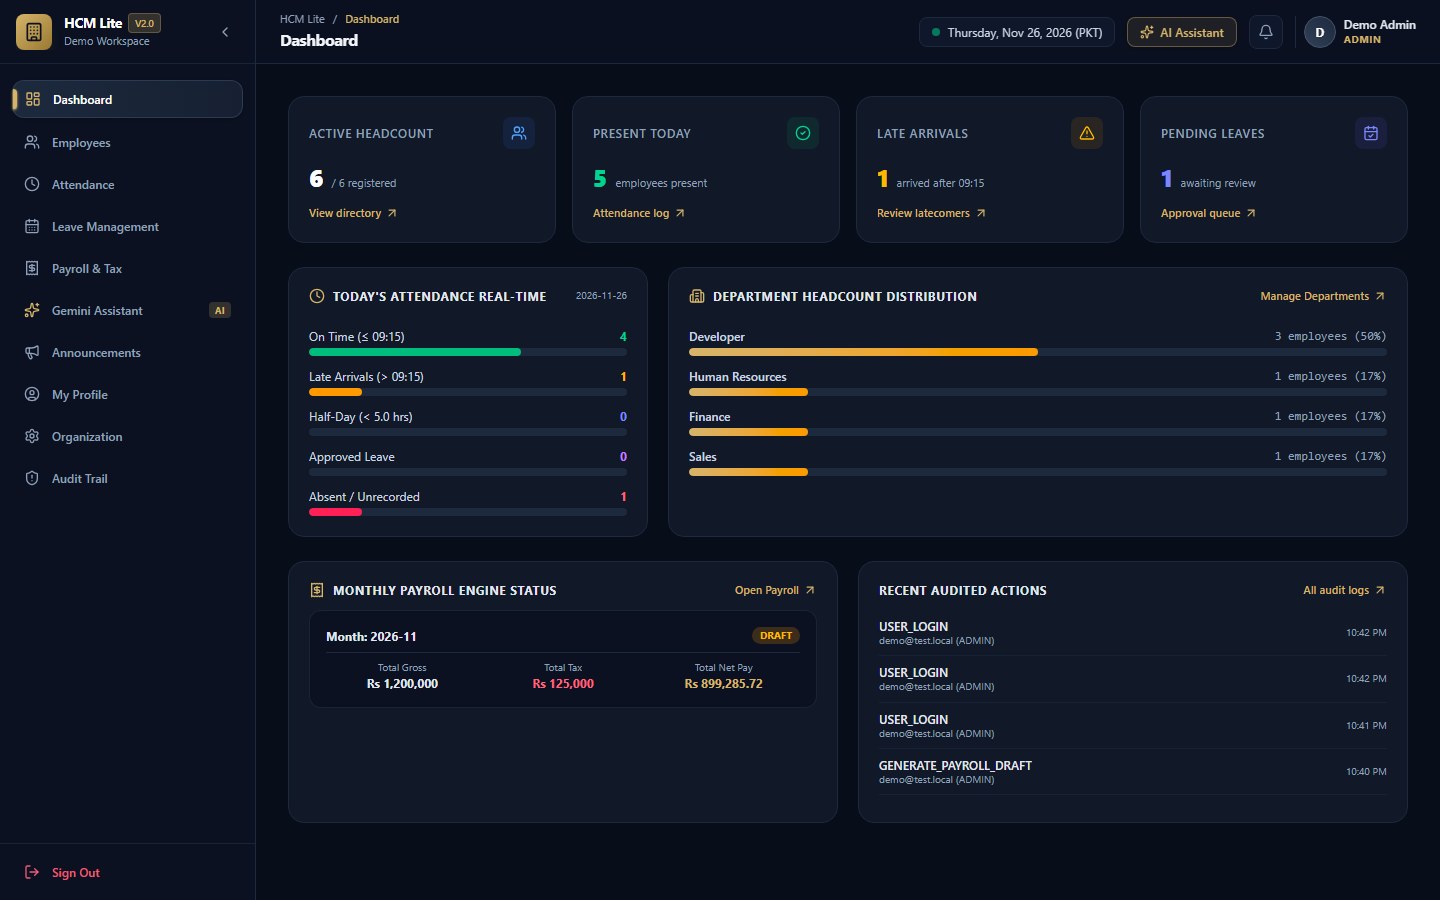 HCM Lite V2.0
Demo Workspace
Dashboard
Employees
Attendance
Leave Management
Payroll & Tax
Gemini Assistant AI
Announcements
My Profile
Organization
Audit Trail
Sign Out
HCM Lite / Dashboard
Dashboard
Thursday, Nov 26, 2026 (PKT)
AI Assistant
D
Demo Admin
ADMIN
ACTIVE HEADCOUNT
6 / 6 registered
View directory
PRESENT TODAY
5 employees present
Attendance log
LATE ARRIVALS
1 arrived after 09:15
Review latecomers
PENDING LEAVES
1 awaiting review
Approval queue
TODAY'S ATTENDANCE REAL-TIME 2026-11-26
On Time (≤ 09:15) 4
Late Arrivals (> 09:15) 1
Half-Day (< 5.0 hrs) 0
Approved Leave 0
Absent / Unrecorded 1
DEPARTMENT HEADCOUNT DISTRIBUTION Manage Departments
Developer 3 employees (50%)
Human Resources 1 employees (17%)
Finance 1 employees (17%)
Sales 1 employees (17%)
MONTHLY PAYROLL ENGINE STATUS Open Payroll
Month: 2026-11 DRAFT
Total Gross Total Tax Total Net Pay
Rs 1,200,000 Rs 125,000 Rs 899,285.72
RECENT AUDITED ACTIONS All audit logs
USER_LOGIN
demo@test.local (ADMIN) 10:42 PM
USER_LOGIN
demo@test.local (ADMIN) 10:42 PM
USER_LOGIN
demo@test.local (ADMIN) 10:41 PM
GENERATE_PAYROLL_DRAFT
demo@test.local (ADMIN) 10:40 PM